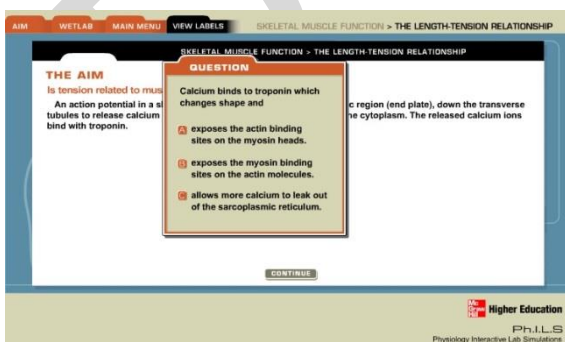 AIM WETLAB MAIN MENU VIEW LABELS SKELETAL MUSCLE FUNCTION > THE LENGTH-TENSION RELATIONSHIP
SKELETAL MUSCLE FUNCTION > THE LENGTH-TENSION RELATIONSHIP
THE AIM
Is tension related to mus
An action potential in a sk
c region (end plate), down the transverse
tubules to release calcium
he cytoplasm. The released calcium ions
bind with troponin.
QUESTION
Calcium binds to troponin which
changes shape and
A exposes the actin binding
sites on the myosin heads.
B exposes the myosin binding
sites on the actin molecules.
C allows more calcium to leak out
of the sarcoplasmic reticulum.
CONTINUE
Mc
Graw
Hill
Higher Education
Ph.I.L.S
Physiology Interactive Lab Simulations